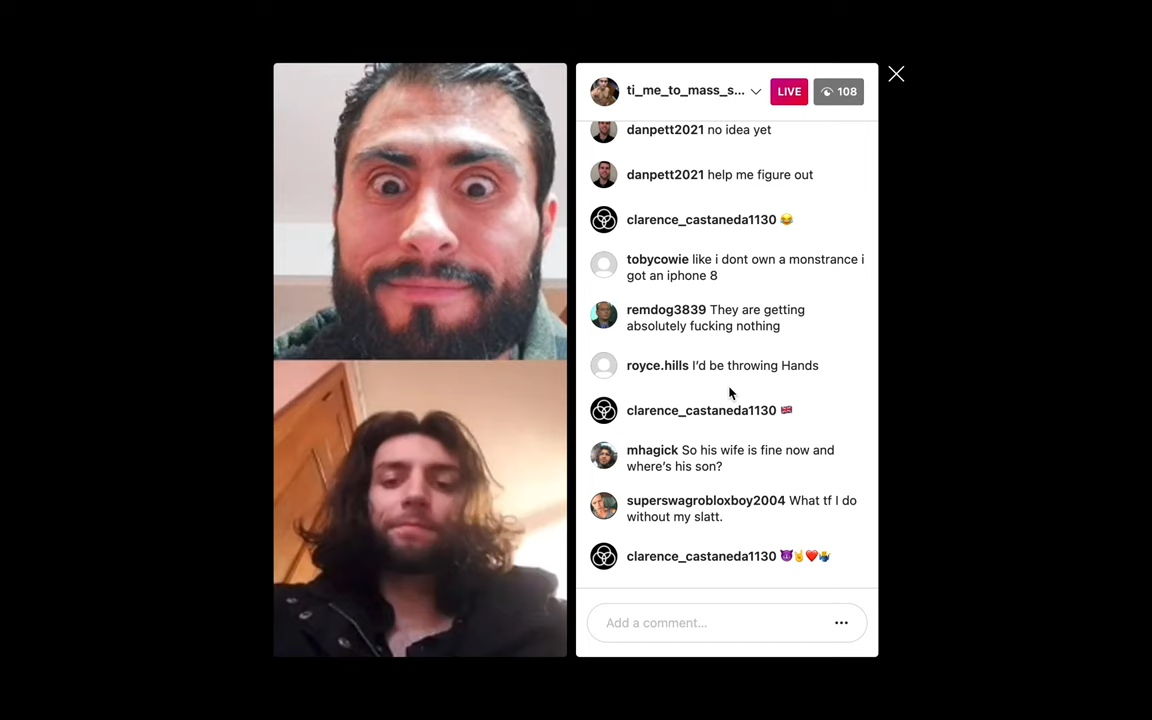 ti_me_to_mass_s...
LIVE
108
danpett2021 no idea yet
danpett2021 help me figure out
clarence_castaneda1130 😂
tobycowie like i dont own a monstrance i
got an iphone 8
remdog3839 They are getting
absolutely fucking nothing
royce.hills I'd be throwing Hands
clarence_castaneda1130 🇬🇧
mhagick So his wife is fine now and
where's his son?
superswagrobloxboy2004 What tf I do
without my slatt.
clarence_castaneda1130 😈🤘❤️🤷‍♂️
Add a comment...